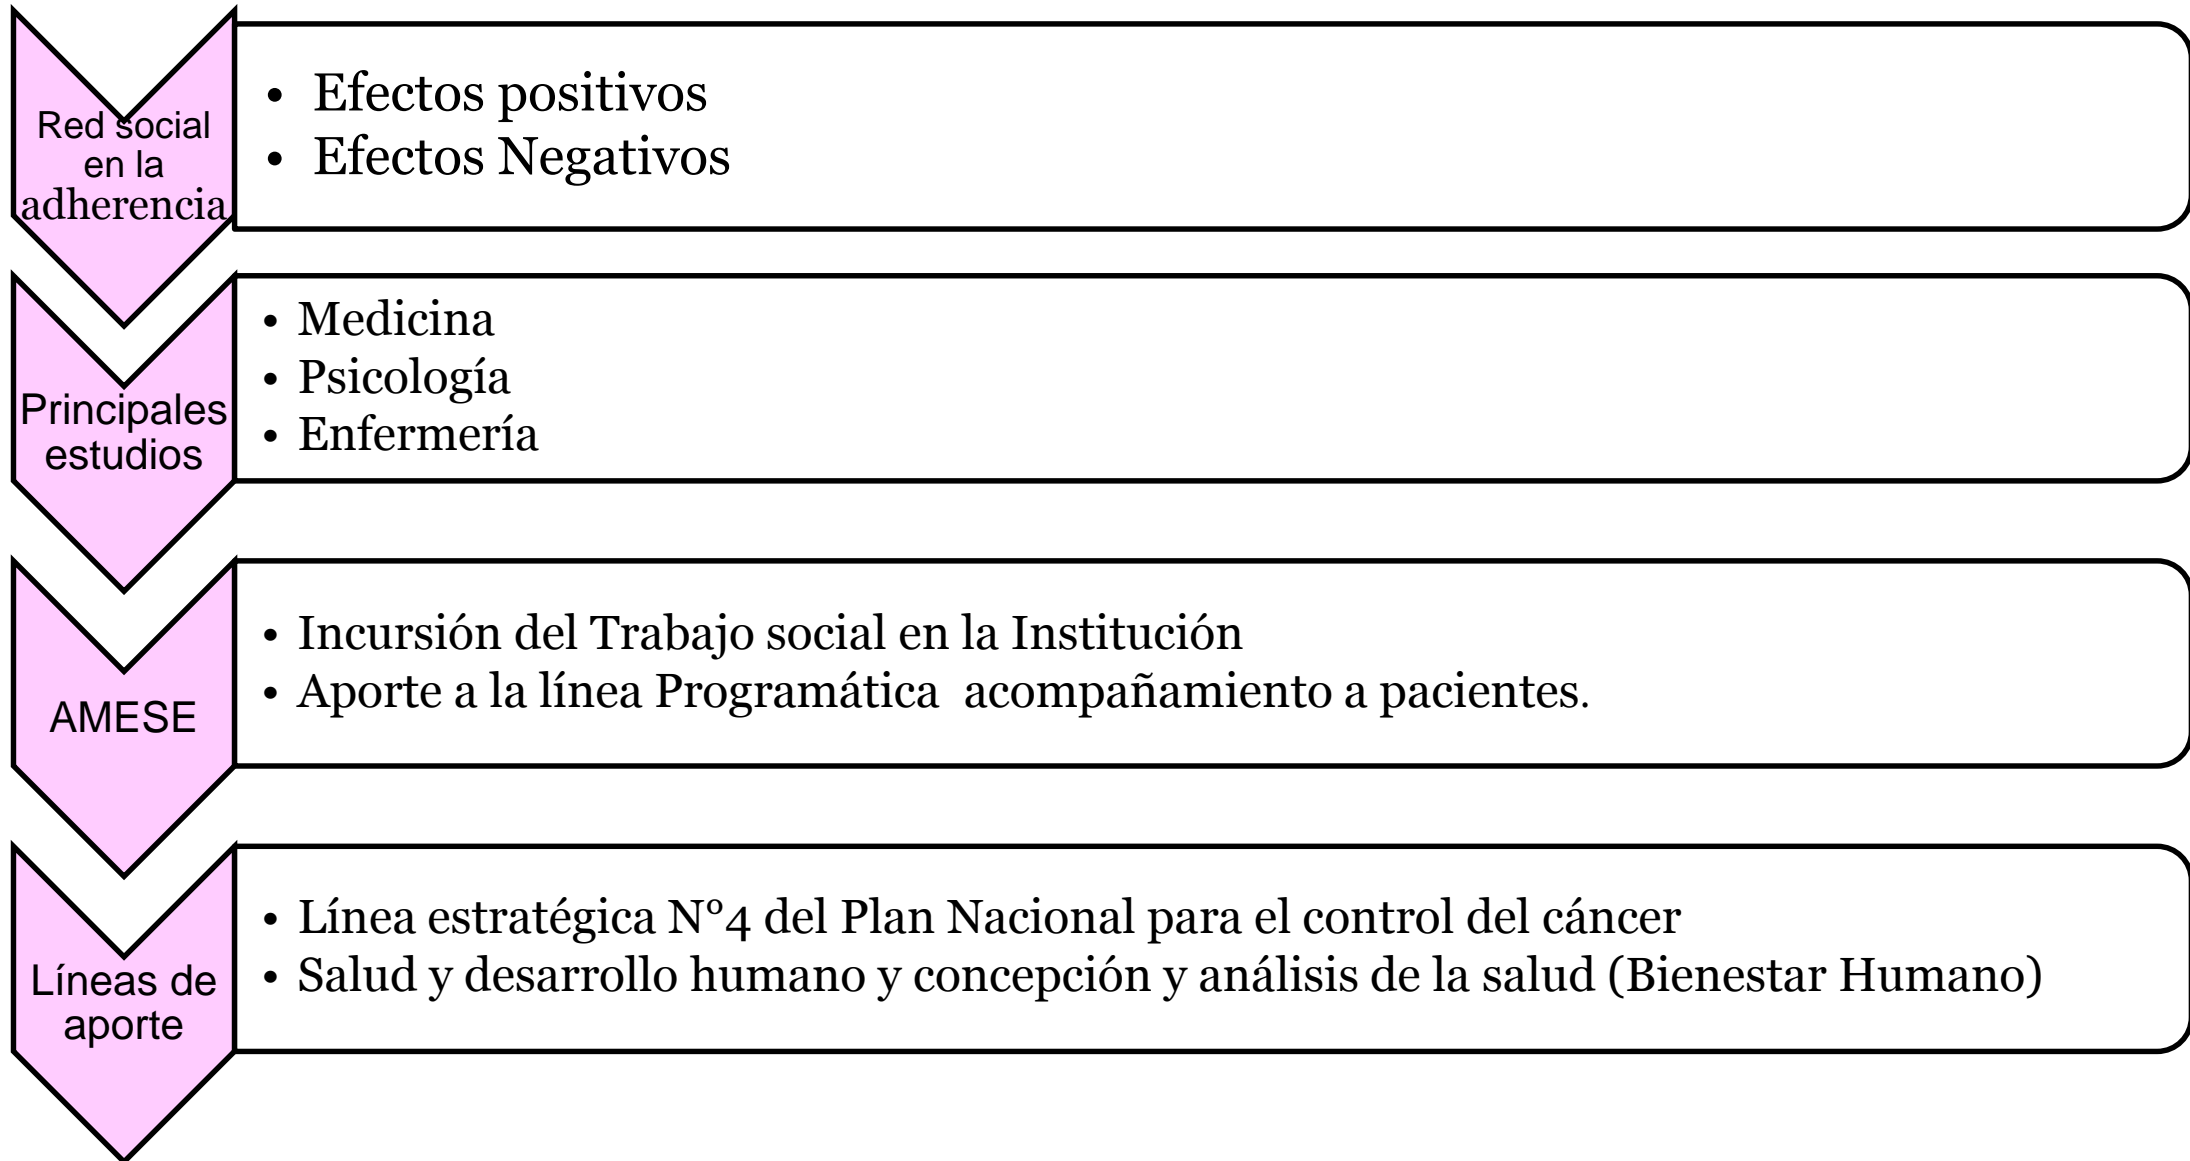 Red social
en la
adherencia
• Efectos positivos
• Efectos Negativos
Principales
estudios
• Medicina
• Psicología
• Enfermería
AMESE
• Incursión del Trabajo social en la Institución
• Aporte a la línea Programática  acompañamiento a pacientes.
Líneas de
aporte
• Línea estratégica N°4 del Plan Nacional para el control del cáncer
• Salud y desarrollo humano y concepción y análisis de la salud (Bienestar Humano)